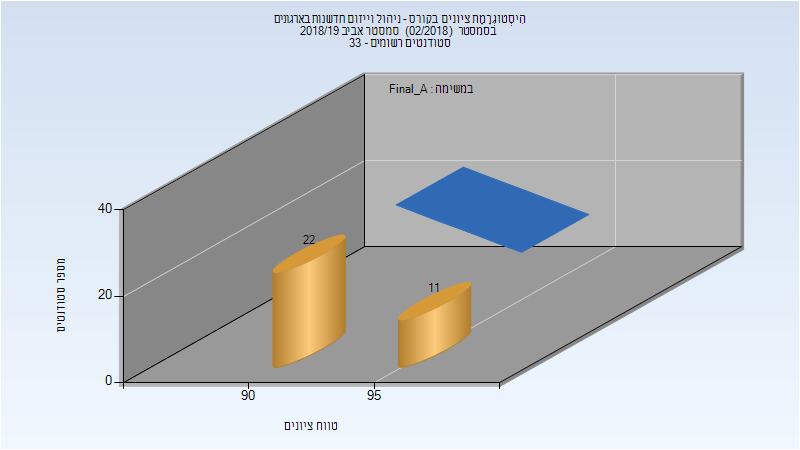 היסטוגרמת ציונים בקורס - ניהול וייזום חדשנות בארגונים
בסמסטר (02/2018) סמסטר אביב 2018/19
סטודנטים רשומים - 33
במשימה : Final_A
מספר סטודנטים
40
20
0
22
11
90
95
טווח ציונים